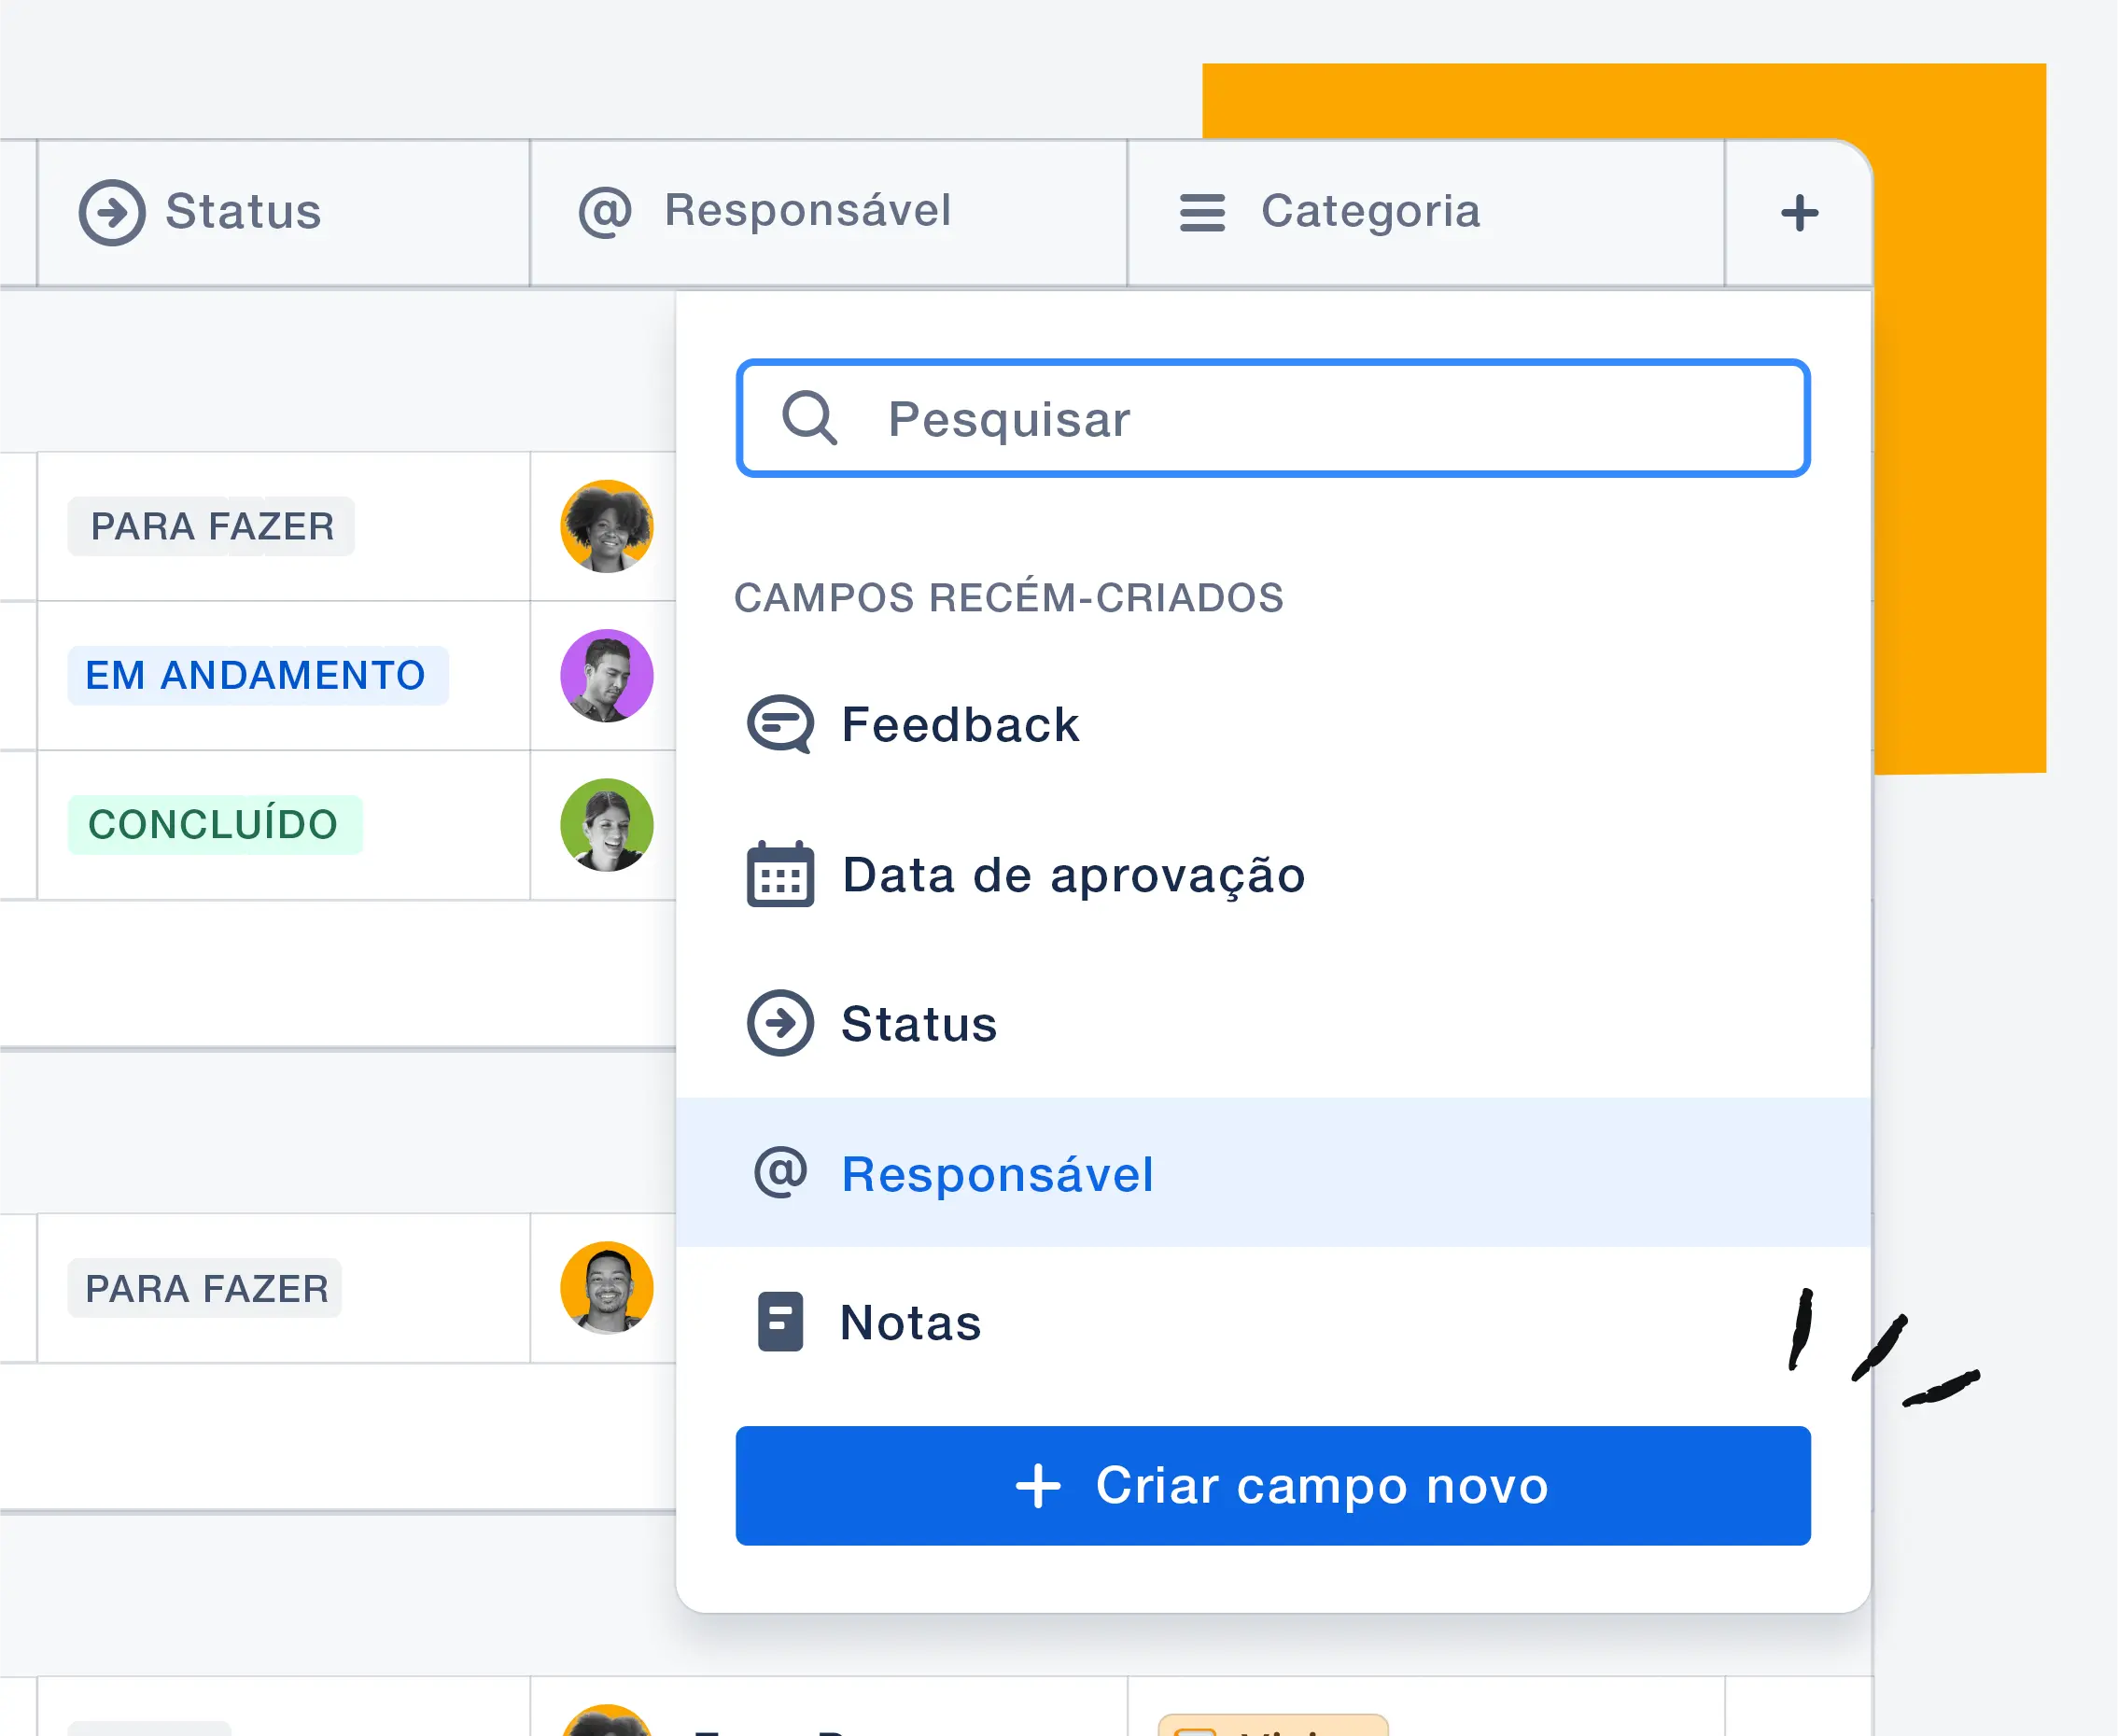 Status
Responsável
Categoria
Pesquisar
CAMPOS RECÉM-CRIADOS
PARA FAZER
EM ANDAMENTO
CONCLUÍDO
Feedback
Data de aprovação
Status
Responsável
PARA FAZER
Notas
Criar campo novo